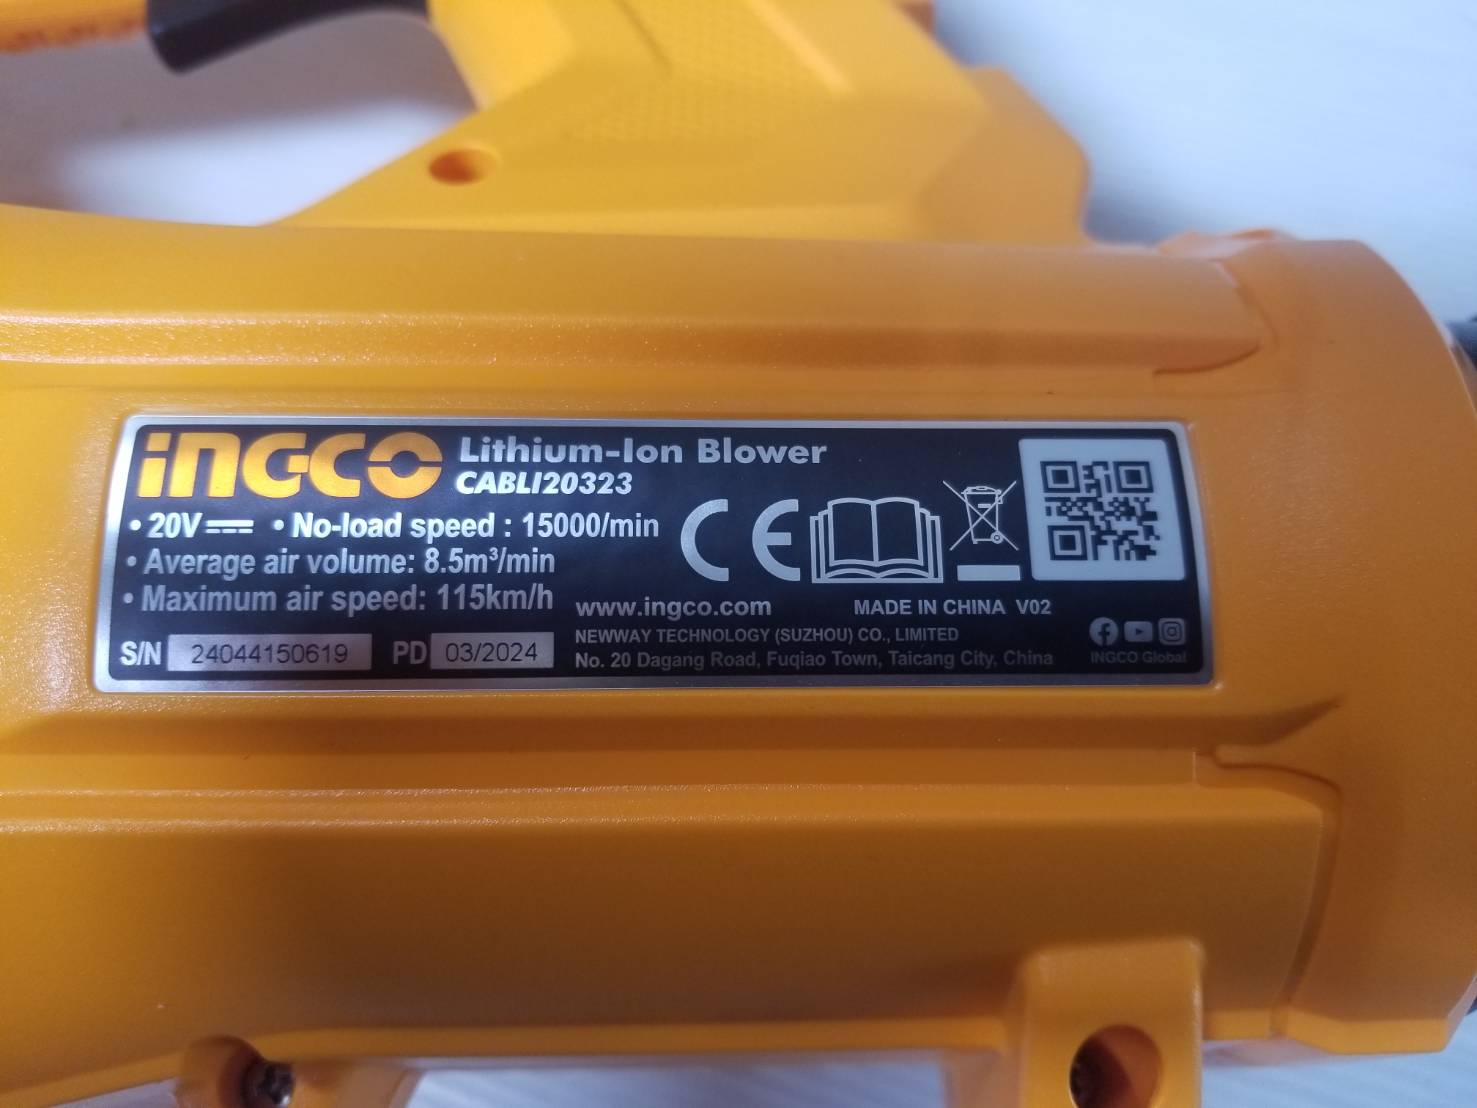 INGCO Lithium-Ion Blower
CABLI20323
• 20V • No-load speed : 15000/min
• Average air volume: 8.5m³/min
• Maximum air speed: 115km/h
CE
www.ingco.com MADE IN CHINA V02
NEWWAY TECHNOLOGY (SUZHOU) CO., LIMITED
No. 20 Dagang Road, Fuqiao Town, Taicang City, China
S/N 24044150619 PD 03/2024
INGCO Global